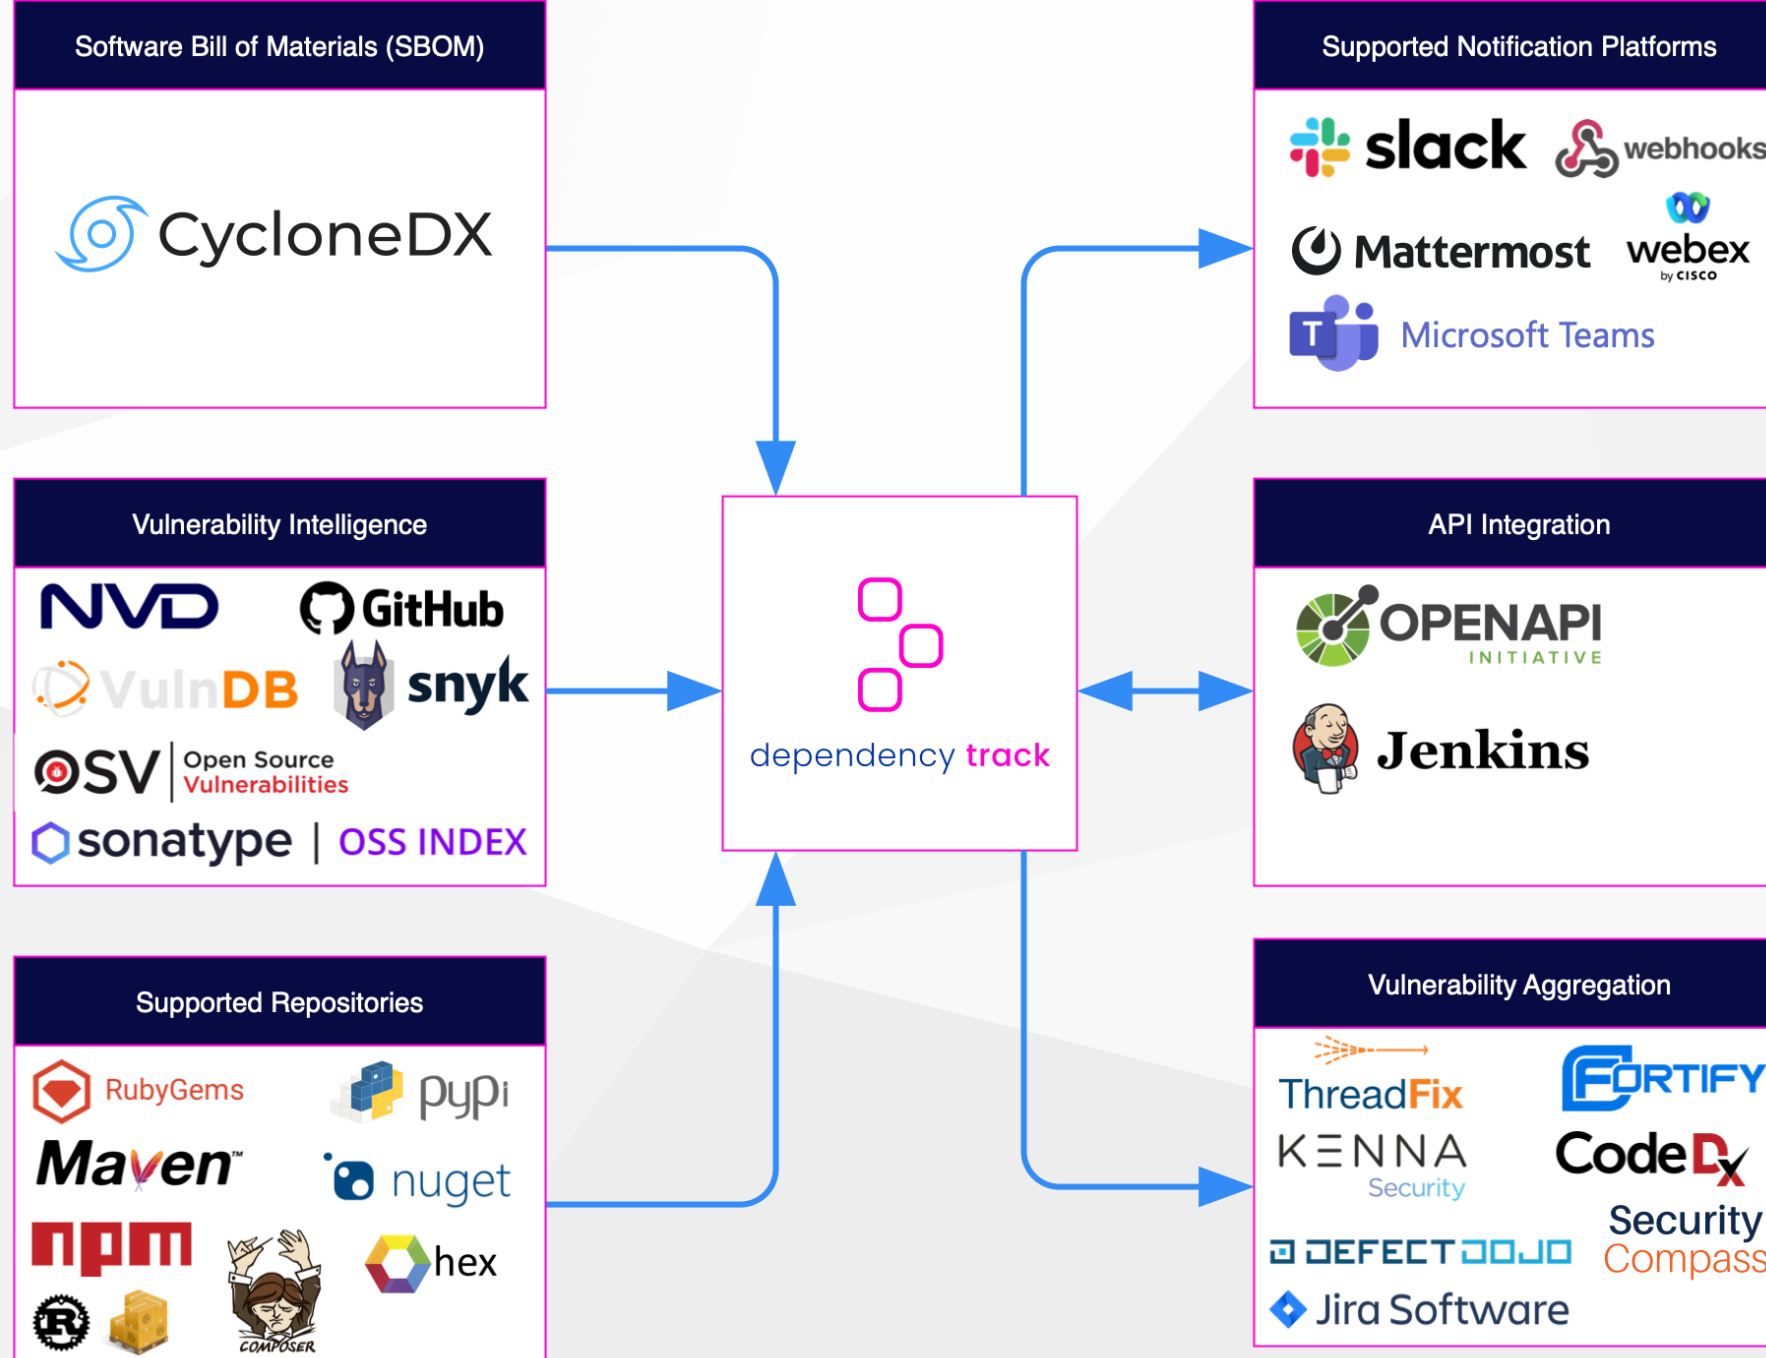 Software Bill of Materials (SBOM)
CycloneDX
Vulnerability Intelligence
NVD
GitHub
VulnDB
snyk
OSV
Open Source
Vulnerabilities
sonatype | OSS INDEX
Supported Repositories
RubyGems
pypi
Maven™
nuget
npm
hex
R
COMPOSER
dependency track
Supported Notification Platforms
slack
webhooks
Mattermost
webex
by CISCO
T
Microsoft Teams
API Integration
OPENAPI
INITIATIVE
Jenkins
Vulnerability Aggregation
ThreadFix
FORTIFY
KENNA
Security
CodeDx
Security
Compass
DEFECTDOJO
Jira Software